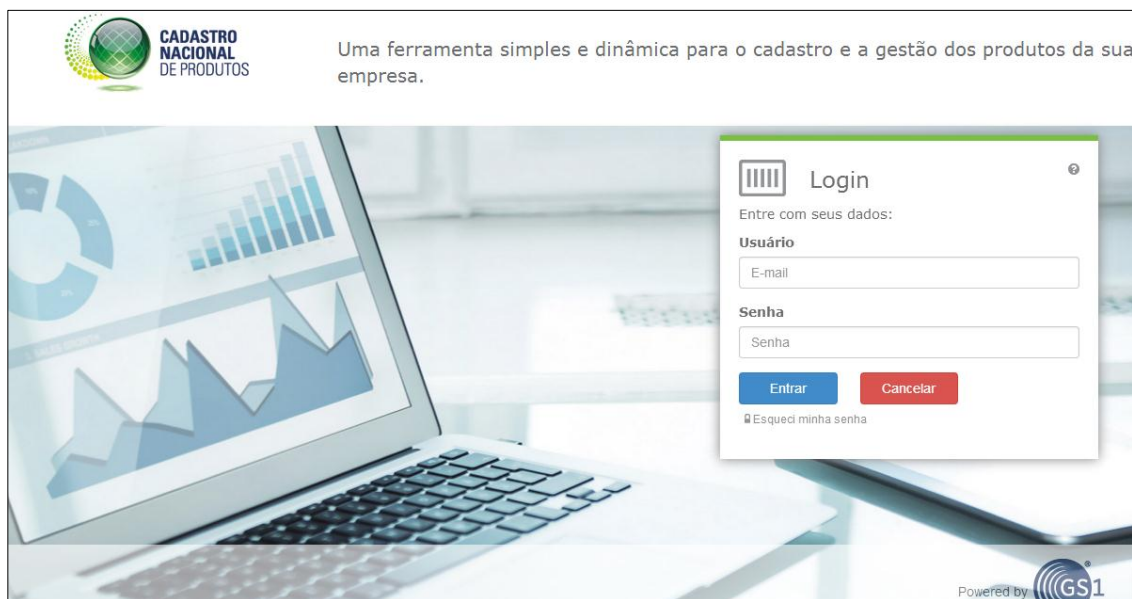 CADASTRO
NACIONAL
DE PRODUTOS
Uma ferramenta simples e dinâmica para o cadastro e a gestão dos produtos da sua
empresa.
Login
Entre com seus dados:
Usuário
E-mail
Senha
Senha
Entrar
Cancelar
Esqueci minha senha
Powered by
GS1